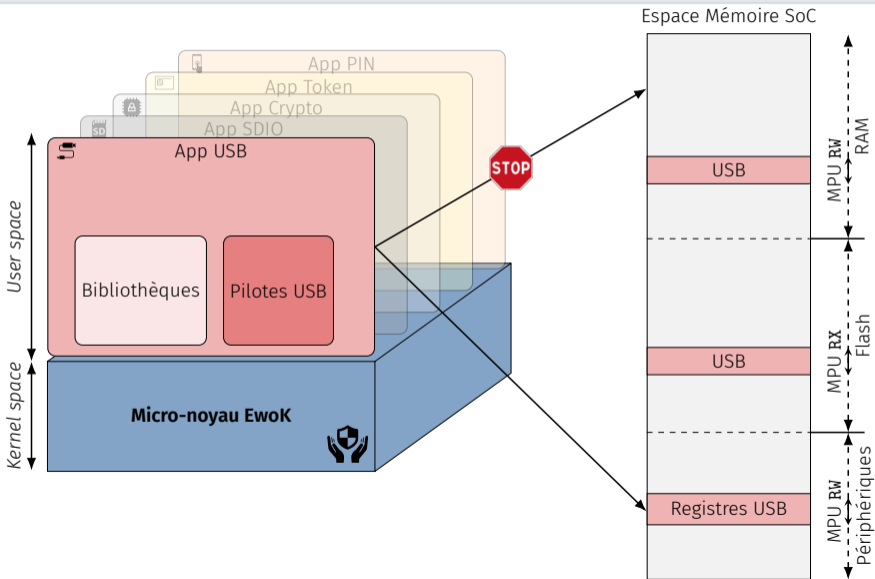 Espace Mémoire SoC
App PIN
App Token
App Crypto
App SDIO
SD
App USB
STOP
Bibliothèques
Pilotes USB
User space
Kernel space
Micro-noyau EwoK
USB
MPU RW
RAM
USB
MPU RX
Flash
Registres USB
MPU RW
Périphériques